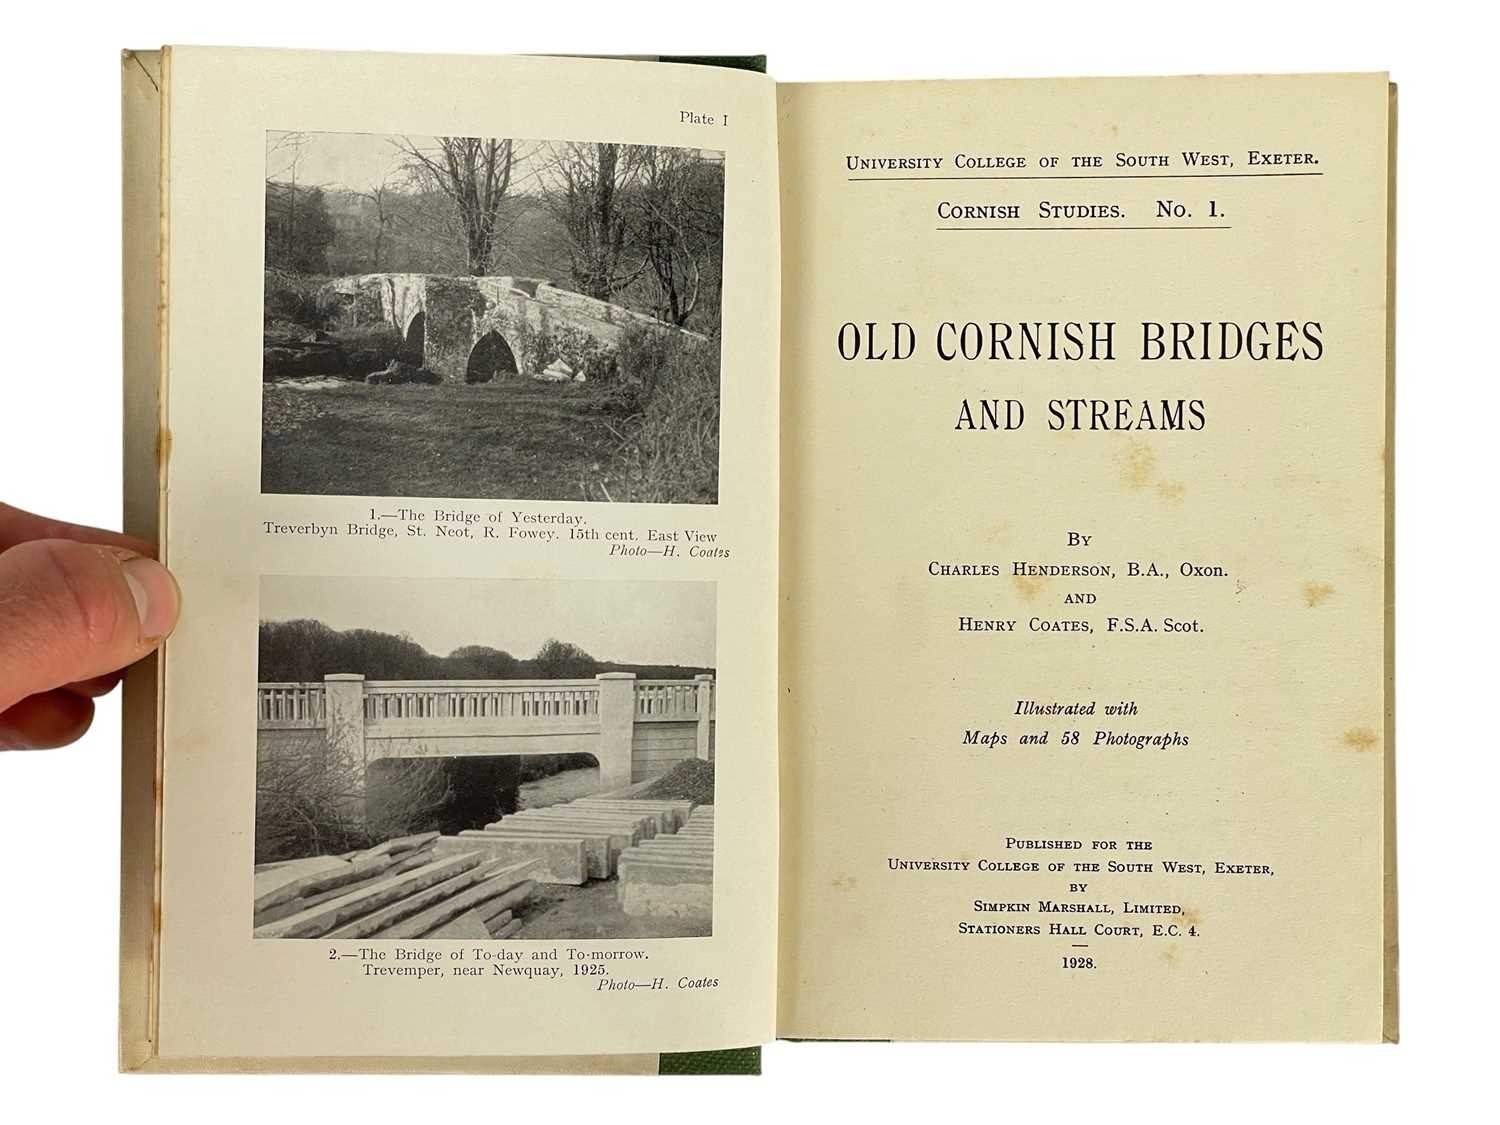 Plate I
1.—The Bridge of Yesterday.
Treverbyn Bridge, St. Neot, R. Fowey. 15th cent. East View
Photo—H. Coates
2.—The Bridge of To-day and To-morrow.
Trevemper, near Newquay, 1925.
Photo—H. Coates
University College of the South West, Exeter.
Cornish Studies. No. 1.
OLD CORNISH BRIDGES
AND STREAMS
By
Charles Henderson, B.A., Oxon.
and
Henry Coates, F.S.A. Scot.
Illustrated with
Maps and 58 Photographs
Published for the
University College of the South West, Exeter,
by
Simpkin Marshall, Limited,
Stationers Hall Court, E.C. 4.
1928.